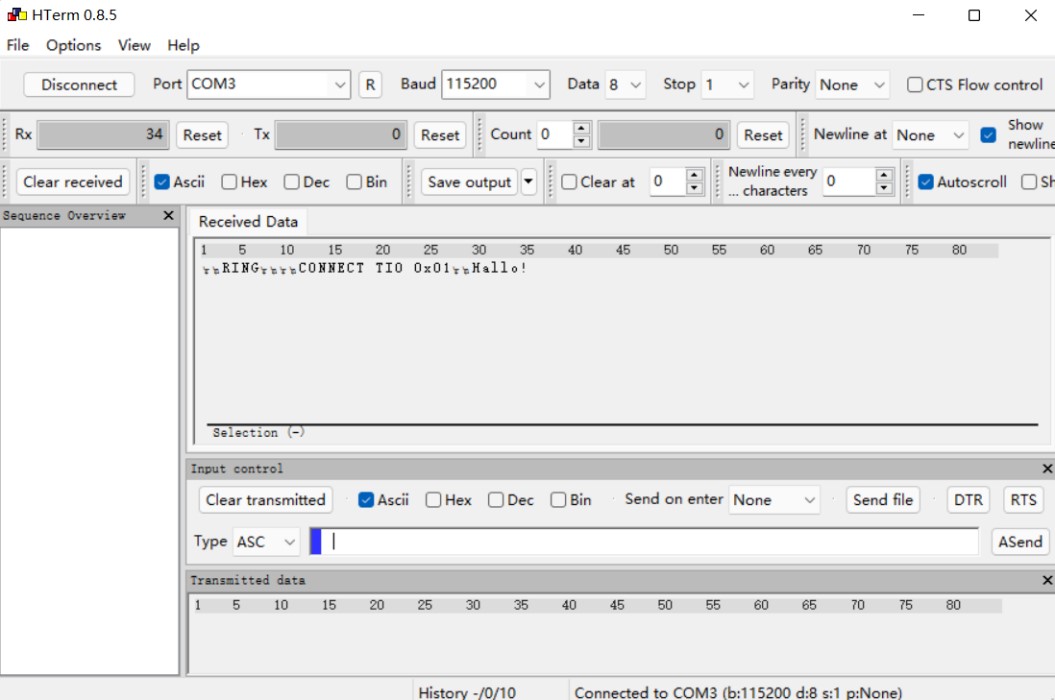 HTerm 0.8.5
File Options View Help
Disconnect Port COM3 R Baud 115200 Data 8 Stop 1 Parity None CTS Flow control
Rx 34 Reset Tx 0 Reset Count 0 0 Reset Newline at None Show newline
Clear received Ascii Hex Dec Bin Save output Clear at 0 Newline every ... characters 0 Autoscroll Sh
Sequence Overview
Received Data
1 5 10 15 20 25 30 35 40 45 50 55 60 65 70 75 80
␍␊RING␍␊␍␊CONNECT TIO 0x01␍␊Hallo!
Selection (-)
Input control
Clear transmitted Ascii Hex Dec Bin Send on enter None Send file DTR RTS
Type ASC ASend
Transmitted data
1 5 10 15 20 25 30 35 40 45 50 55 60 65 70 75 80
History -/0/10 Connected to COM3 (b:115200 d:8 s:1 p:None)